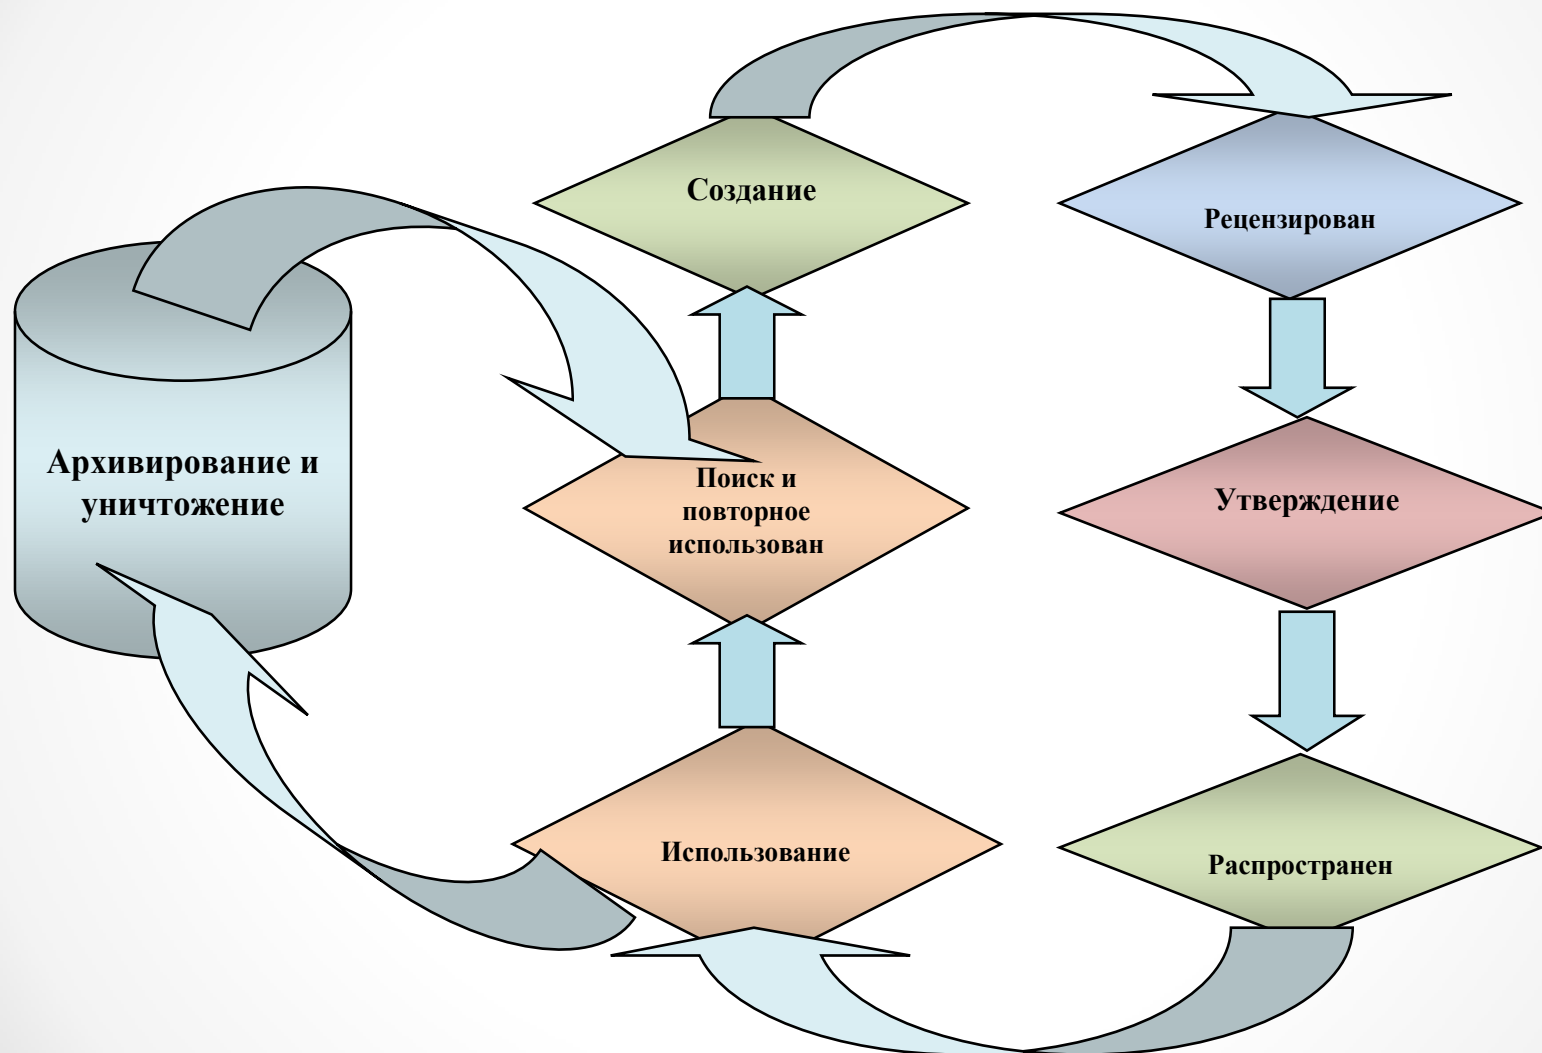 Создание
Рецензирован
Архивирование и
уничтожение
Поиск и
повторное
использован
Утверждение
Использование
Распространен